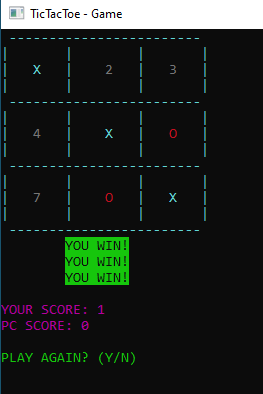 TicTacToe - Game
X 2 3
4 X O
7 O X
YOU WIN!
YOU WIN!
YOU WIN!
YOUR SCORE: 1
PC SCORE: 0
PLAY AGAIN? (Y/N)